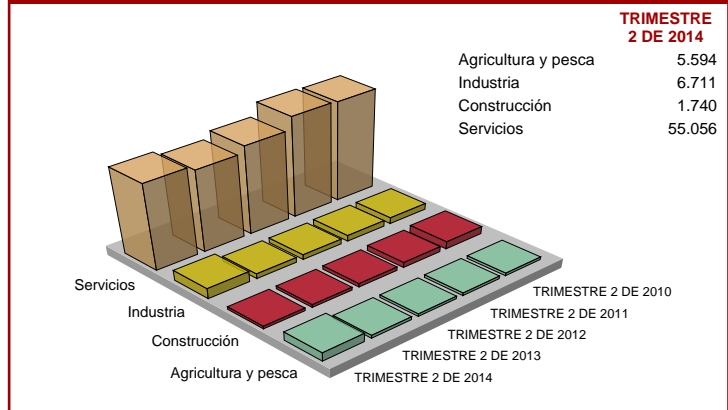 TRIMESTRE
2 DE 2014
Agricultura y pesca 5.594
Industria 6.711
Construcción 1.740
Servicios 55.056
Servicios
Industria
Construcción
Agricultura y pesca
TRIMESTRE 2 DE 2010
TRIMESTRE 2 DE 2011
TRIMESTRE 2 DE 2012
TRIMESTRE 2 DE 2013
TRIMESTRE 2 DE 2014